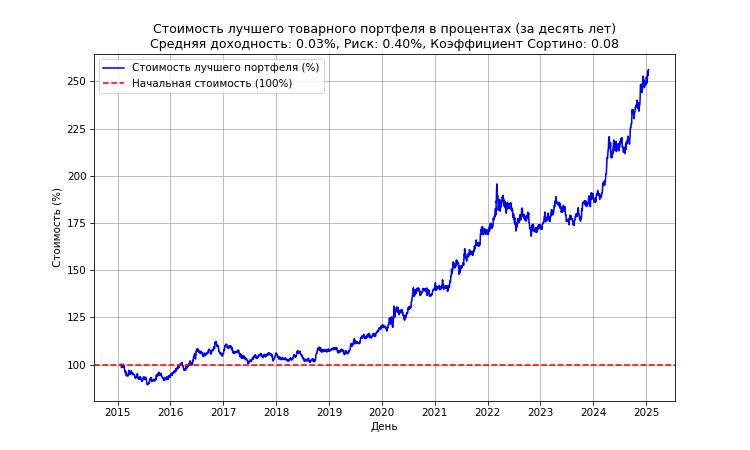 Стоимость лучшего товарного портфеля в процентах (за десять лет)
Средняя доходность: 0.03%, Риск: 0.40%, Коэффициент Сортино: 0.08
Стоимость лучшего портфеля (%)
Начальная стоимость (100%)
Стоимость (%)
250
225
200
175
150
125
100
2015 2016 2017 2018 2019 2020 2021 2022 2023 2024 2025
День